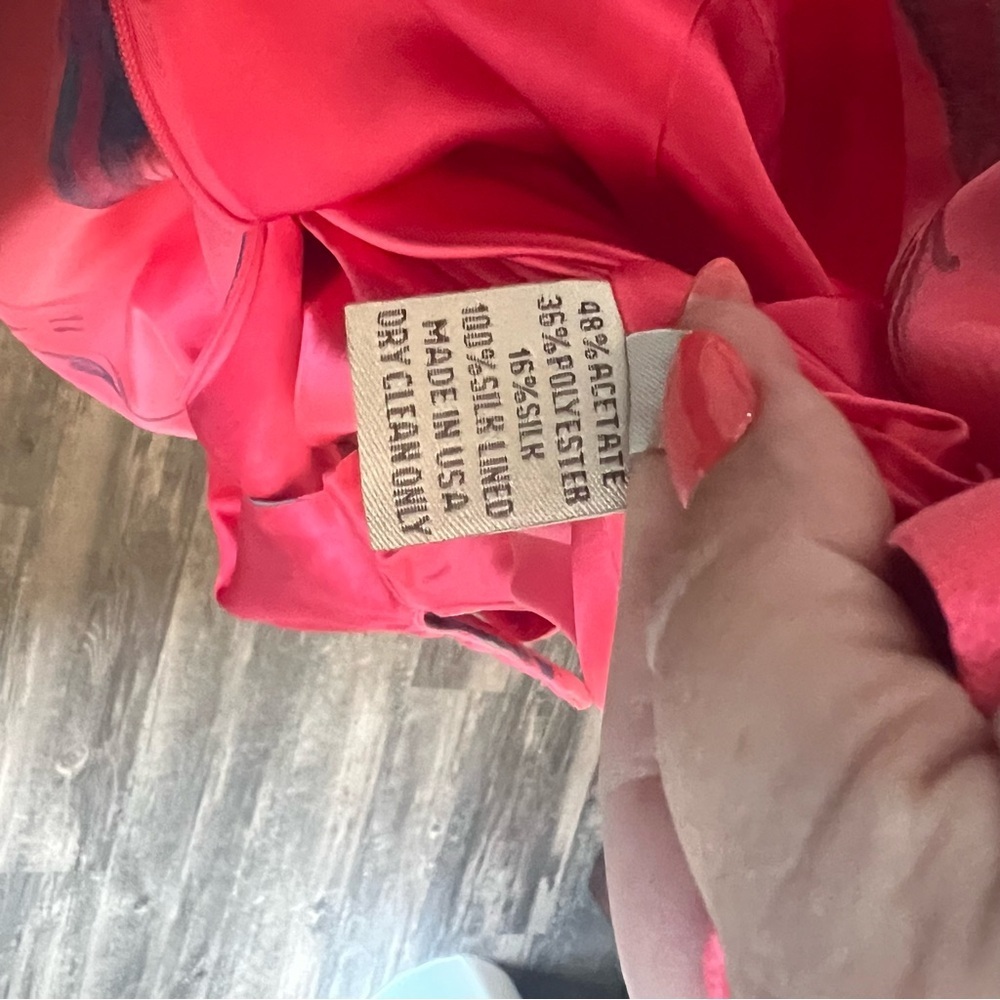 48% ACETATE
36% POLYESTER
16% SILK
100% SILK LINED
MADE IN USA
DRY CLEAN ONLY